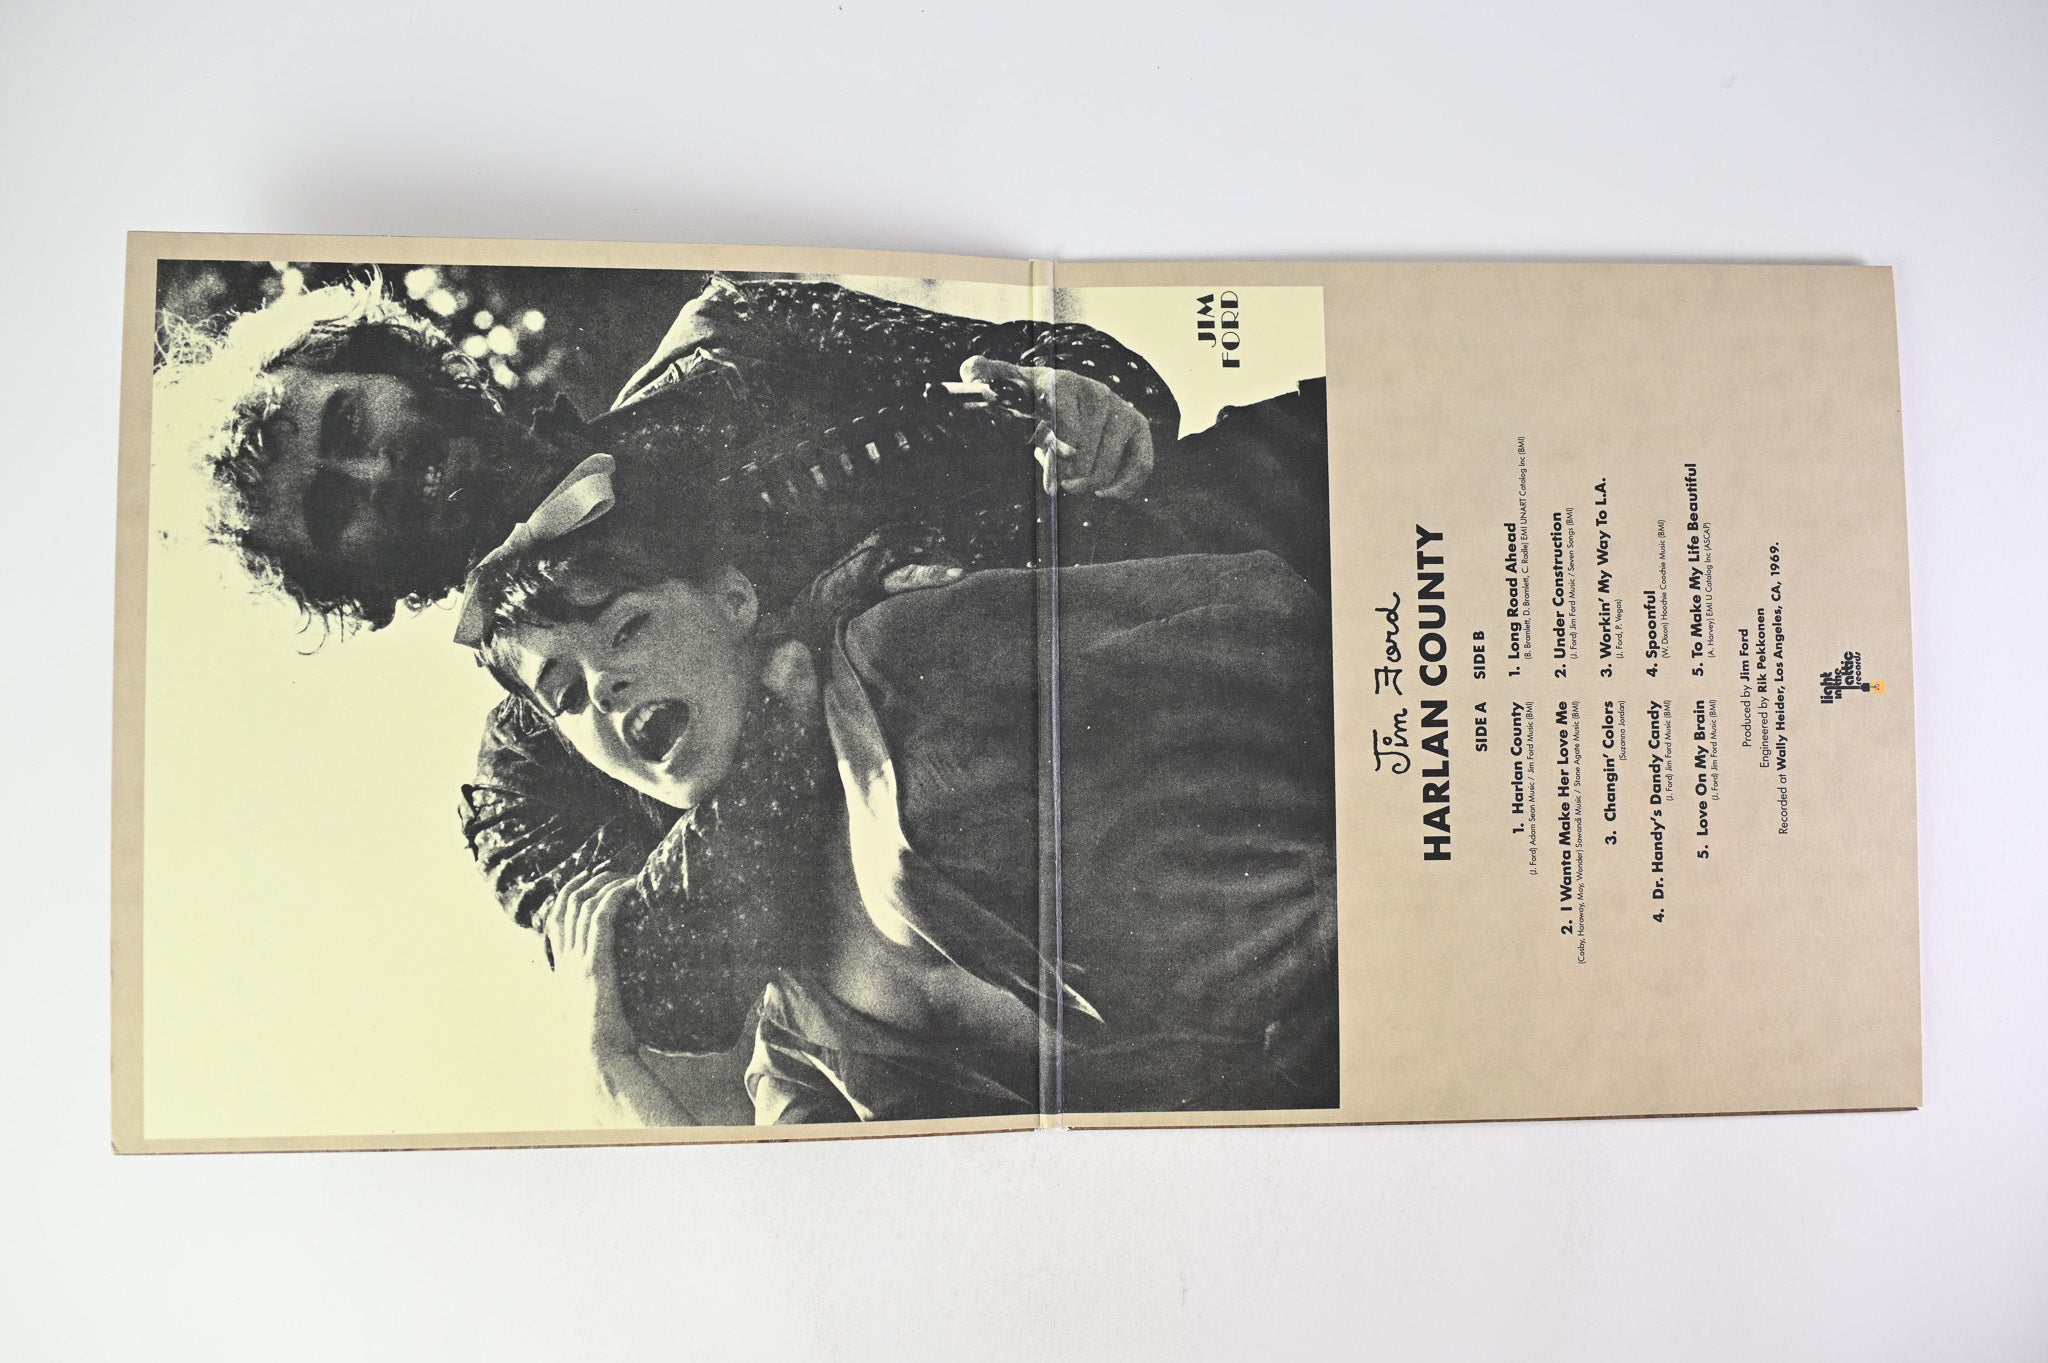 JIM
FORD
Jim Ford
HARLAN COUNTY
SIDE A
1. Harlan County
(J. Ford) Adam Sean Music / Jim Ford Music (BMI)
2. I Wanta Make Her Love Me
(Cosby, Hardaway, Moy, Wonder) Sawandi Music / Stone Agate Music (BMI)
3. Changin' Colors
(Suzanna Jordan)
4. Dr. Handy's Dandy Candy
(J. Ford) Jim Ford Music (BMI)
5. Love On My Brain
(J. Ford) Jim Ford Music (BMI)
SIDE B
1. Long Road Ahead
(B. Bramlett, D. Bramlett, C. Radle) EMI UNART Catalog Inc (BMI)
2. Under Construction
(J. Ford) Jim Ford Music / Seven Songs (BMI)
3. Workin' My Way To L.A.
(J. Ford, P. Vegas)
4. Spoonful
(W. Dixon) Hoochie Coochie Music (BMI)
5. To Make My Life Beautiful
(A. Harvey) EMI U Catalog Inc (ASCAP)
Produced by Jim Ford
Engineered by Rik Pekkonen
Recorded at Wally Heider, Los Angeles, CA, 1969.
light
in the
attic
records